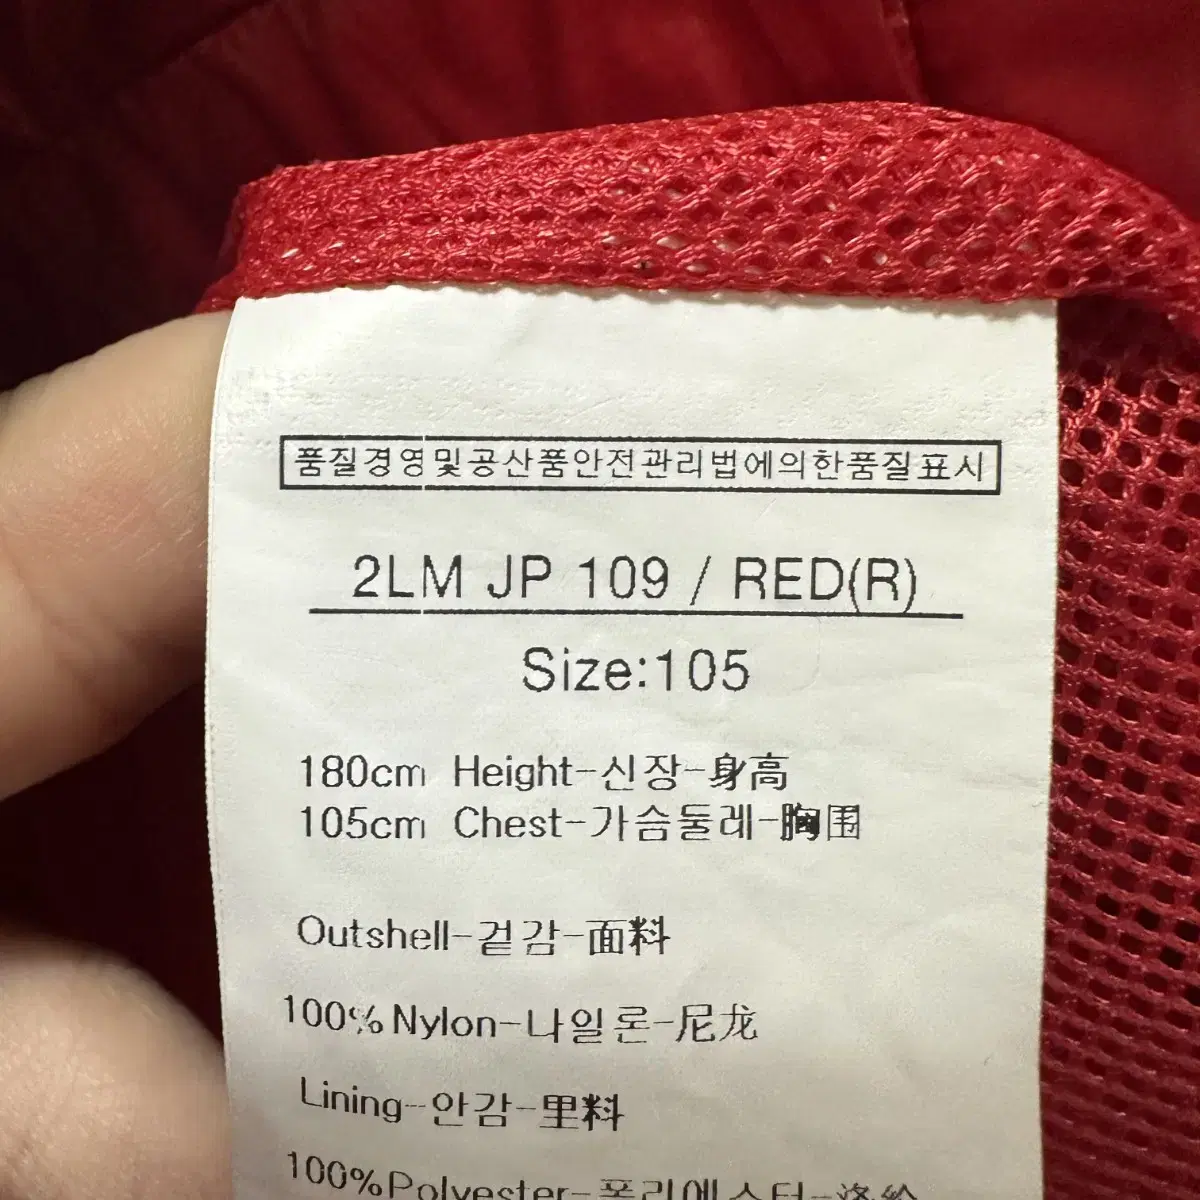 품질경영및공산품안전관리법에의한품질표시
2LM JP 109 / RED(R)
Size:105
180cm Height-신장-身高
105cm Chest-가슴둘레-胸围
Outshell-겉감-面料
100% Nylon-나일론-尼龙
Lining-안감-里料
100%Polyester-폴리에스터-涤纶